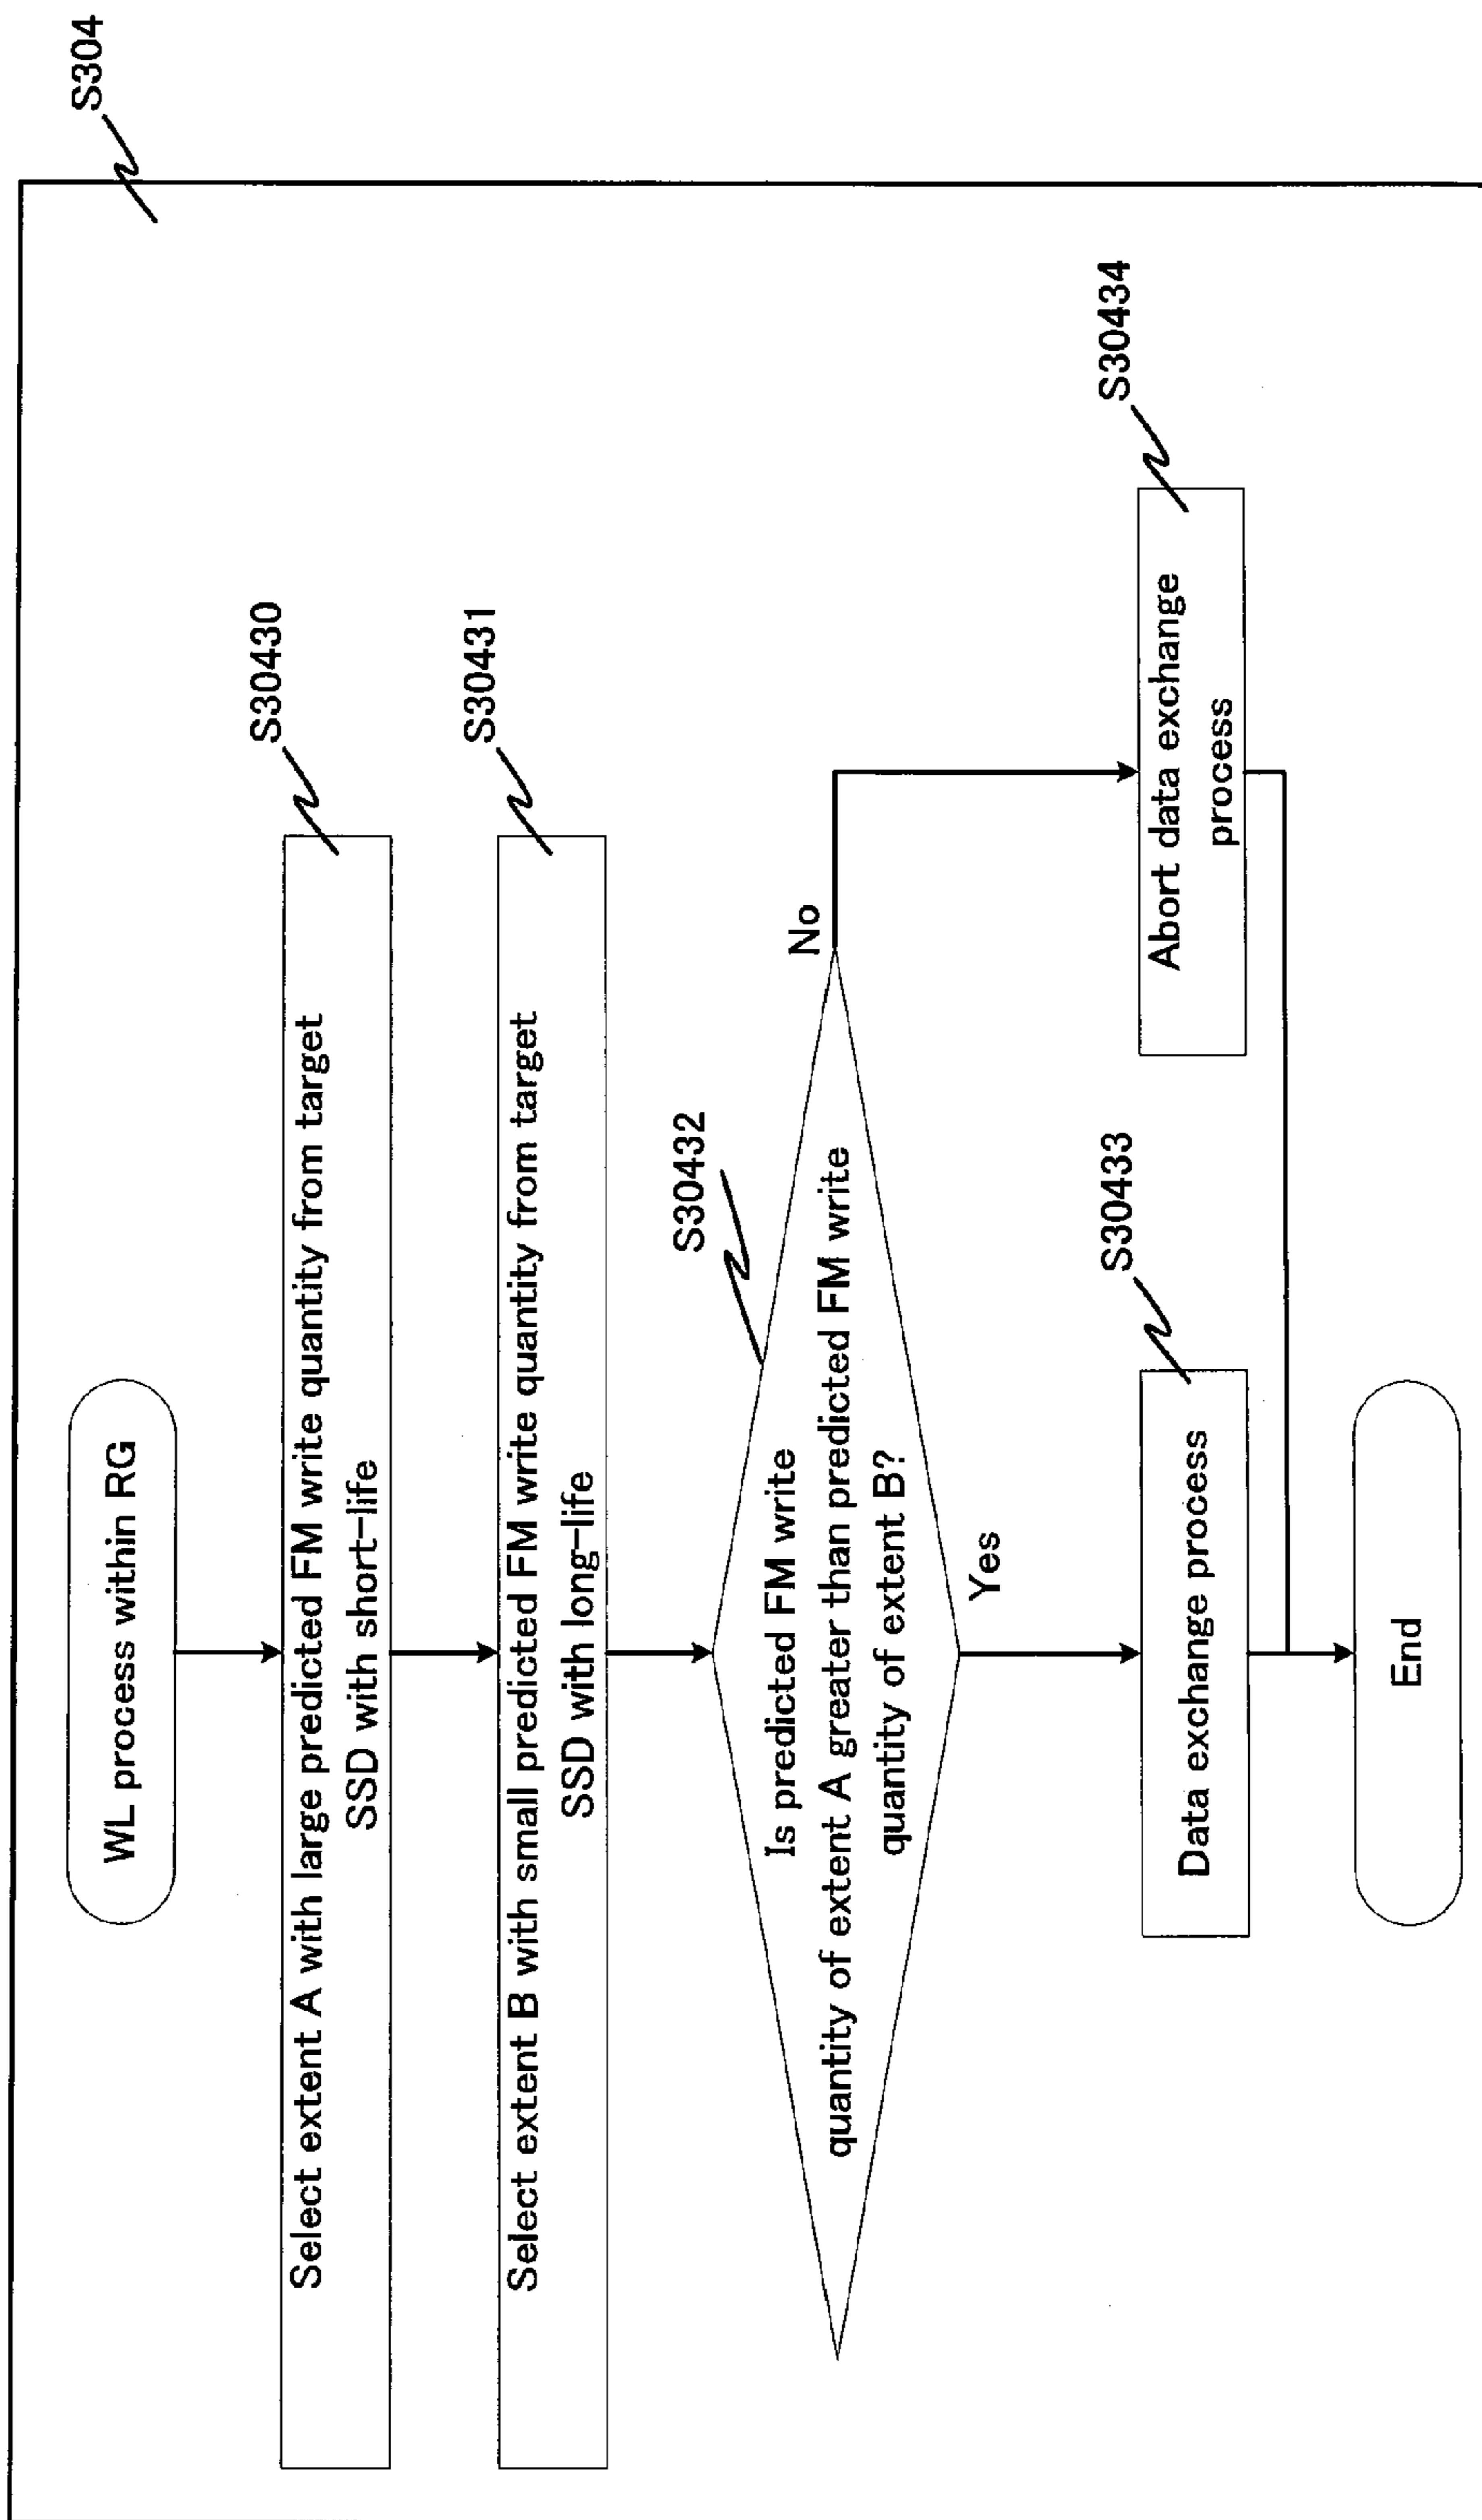 S304
WL process within RG
S30430
Select extent A with large predicted FM write quantity from target
SSD with short-life
S30431
Select extent B with small predicted FM write quantity from target
SSD with long-life
S30432
Is predicted FM write
quantity of extent A greater than predicted FM write
quantity of extent B?
No
Yes
S30433
Data exchange process
S30434
Abort data exchange
process
End